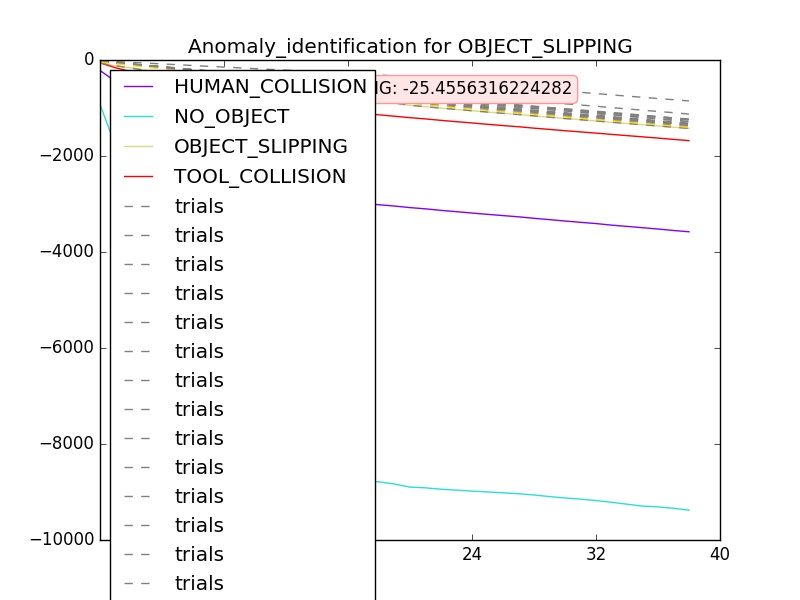 Anomaly_identification for OBJECT_SLIPPING
0
−2000
−4000
−6000
−8000
−10000
HUMAN_COLLISION
NO_OBJECT
OBJECT_SLIPPING
TOOL_COLLISION
trials
trials
trials
trials
trials
trials
trials
trials
trials
trials
trials
trials
trials
trials
G: -25.4556316224282
24
32
40